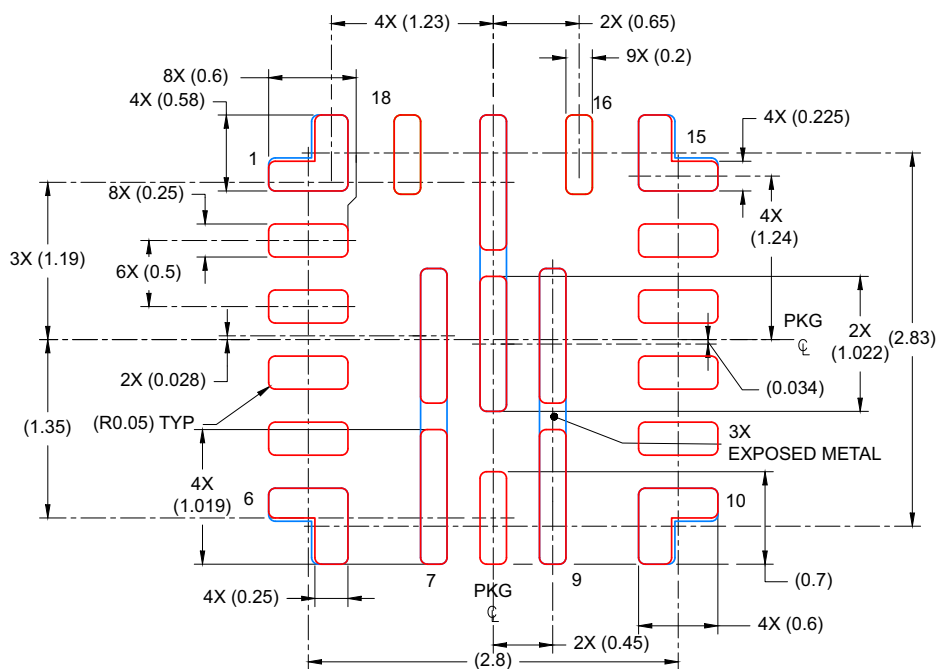 4X (1.23)
2X (0.65)
8X (0.6)
9X (0.2)
4X (0.58)
18
16
4X (0.225)
15
1
8X (0.25)
4X
(1.24)
3X (1.19)
6X (0.5)
PKG
℄
2X
(1.022)
(2.83)
2X (0.028)
(0.034)
(R0.05) TYP
(1.35)
3X
EXPOSED METAL
4X
(1.019)
6
10
7
PKG
℄
9
(0.7)
4X (0.25)
2X (0.45)
4X (0.6)
(2.8)